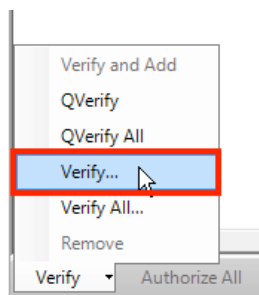 Verify and Add
QVerify
QVerify All
Verify...
Verify All...
Remove
Verify Authorize All